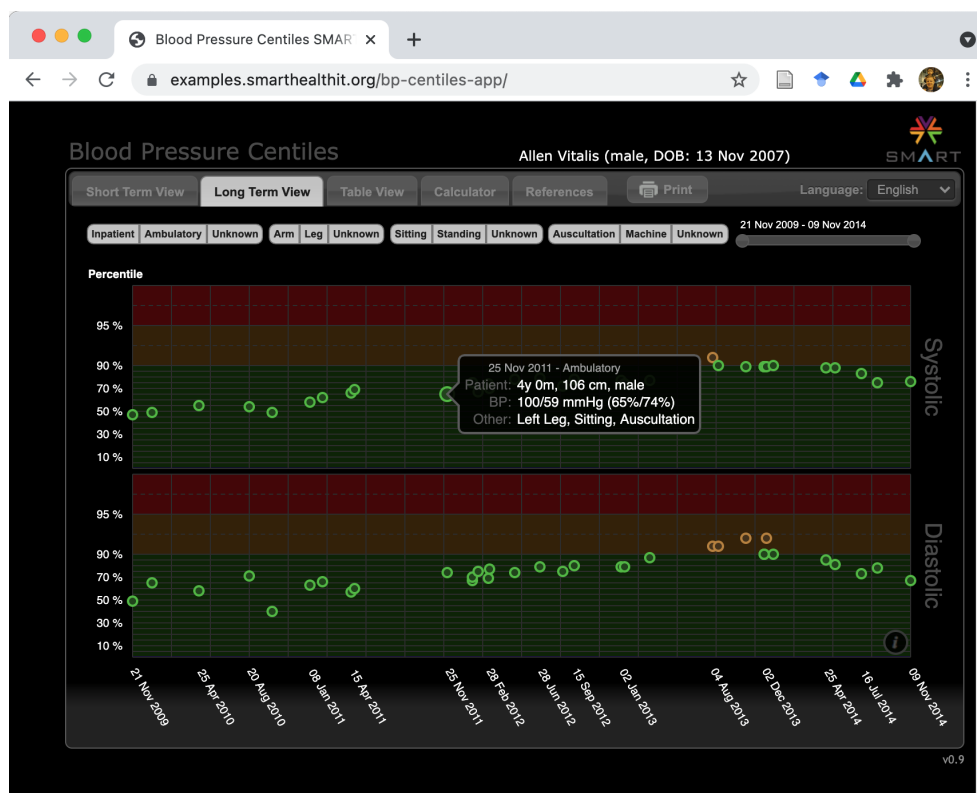 Blood Pressure Centiles SMAR
examples.smarthealthit.org/bp-centiles-app/
Blood Pressure Centiles
Allen Vitalis (male, DOB: 13 Nov 2007)
SMART
Short Term View Long Term View Table View Calculator References Print Language: English
Inpatient Ambulatory Unknown Arm Leg Unknown Sitting Standing Unknown Auscultation Machine Unknown
21 Nov 2009 - 09 Nov 2014
Percentile
95 %
90 %
70 %
50 %
30 %
10 %
Systolic
25 Nov 2011 - Ambulatory
Patient: 4y 0m, 106 cm, male
BP: 100/59 mmHg (65%/74%)
Other: Left Leg, Sitting, Auscultation
95 %
90 %
70 %
50 %
30 %
10 %
Diastolic
i
21 Nov 2009
25 Apr 2010
20 Aug 2010
08 Jan 2011
15 Apr 2011
25 Nov 2011
28 Feb 2012
28 Jun 2012
15 Sep 2012
02 Jan 2013
04 Aug 2013
02 Dec 2013
25 Apr 2014
16 Jul 2014
09 Nov 2014
v0.9